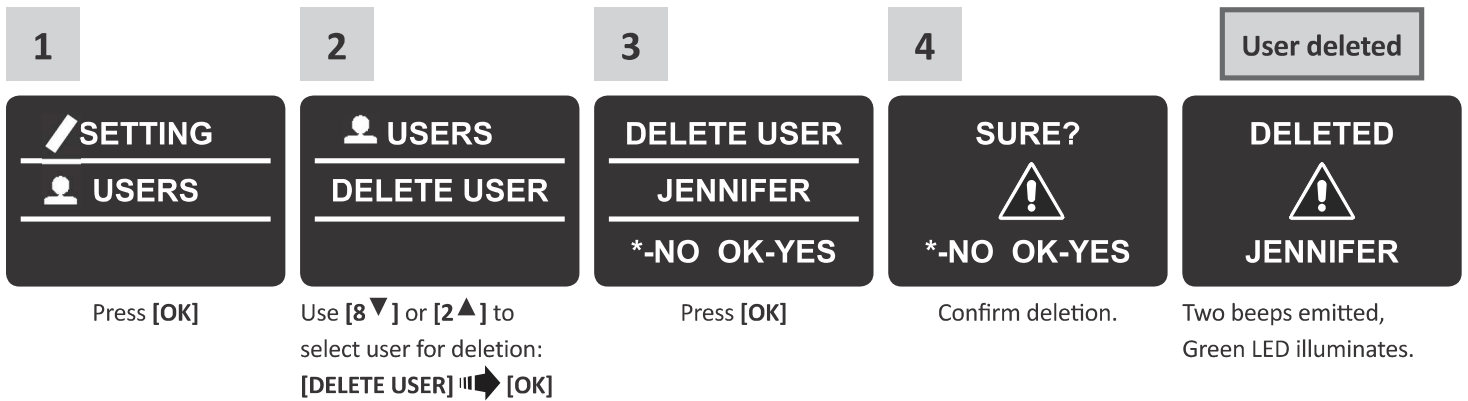 1
SETTING
USERS
Press [OK]
2
USERS
DELETE USER
Use [8▼] or [2▲] to
select user for deletion:
[DELETE USER] [OK]
3
DELETE USER
JENNIFER
*-NO OK-YES
Press [OK]
4
SURE?
*-NO OK-YES
Confirm deletion.
User deleted
DELETED
JENNIFER
Two beeps emitted,
Green LED illuminates.